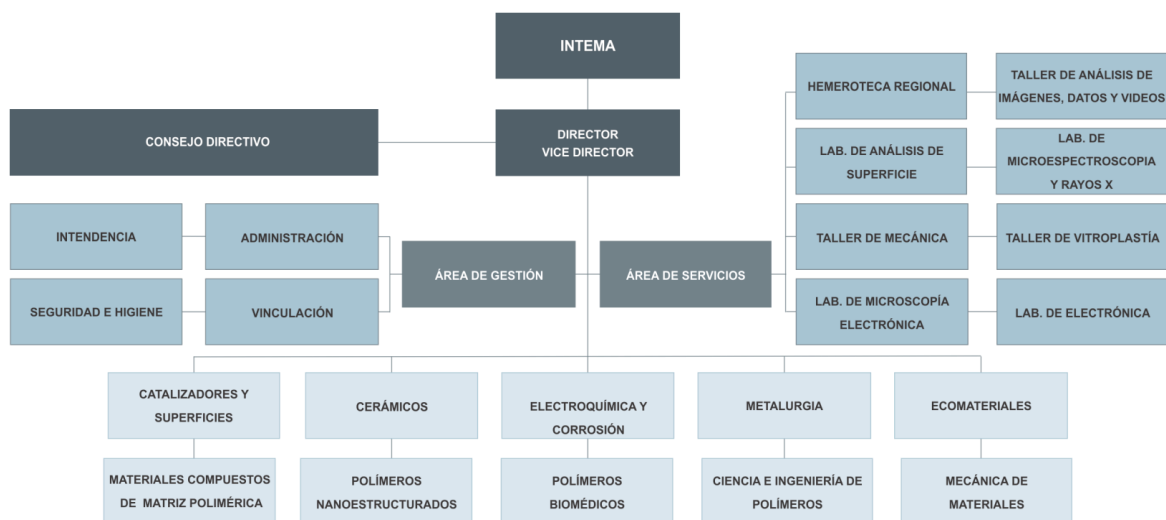 INTEMA
CONSEJO DIRECTIVO
DIRECTOR
VICE DIRECTOR
HEMEROTECA REGIONAL
TALLER DE ANÁLISIS DE
IMÁGENES, DATOS Y VIDEOS
LAB. DE ANÁLISIS DE
SUPERFICIE
LAB. DE
MICROESPECTROSCOPIA
Y RAYOS X
INTENDENCIA
ADMINISTRACIÓN
ÁREA DE GESTIÓN
ÁREA DE SERVICIOS
TALLER DE MECÁNICA
TALLER DE VITROPLASTÍA
SEGURIDAD E HIGIENE
VINCULACIÓN
LAB. DE MICROSCOPÍA
ELECTRÓNICA
LAB. DE ELECTRÓNICA
CATALIZADORES Y
SUPERFICIES
CERÁMICOS
ELECTROQUÍMICA Y
CORROSIÓN
METALURGIA
ECOMATERIALES
MATERIALES COMPUESTOS
DE MATRIZ POLIMÉRICA
POLÍMEROS
NANOESTRUCTURADOS
POLÍMEROS
BIOMÉDICOS
CIENCIA E INGENIERÍA DE
POLÍMEROS
MECÁNICA DE
MATERIALES